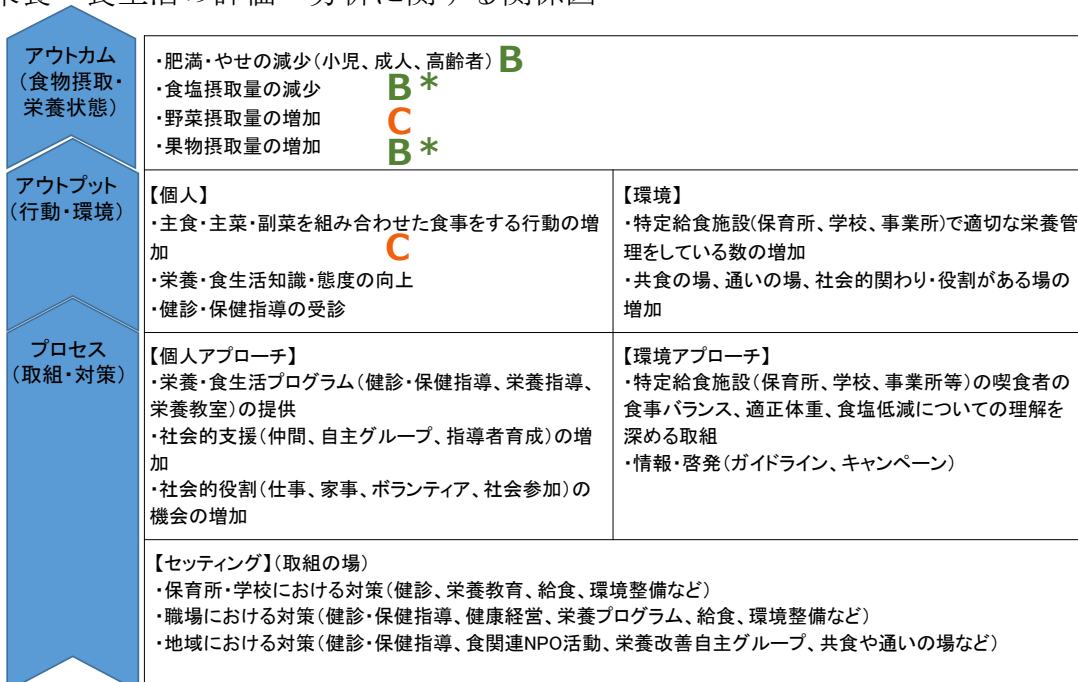 栄養・食生活の評価・分析に関する関係図
アウトカム
(食物摂取・
栄養状態)
・肥満・やせの減少(小児、成人、高齢者) B
・食塩摂取量の減少 B*
・野菜摂取量の増加 C
・果物摂取量の増加 B*
アウトプット
(行動・環境)
【個人】
・主食・主菜・副菜を組み合わせた食事をする行動の増
加 C
・栄養・食生活知識・態度の向上
・健診・保健指導の受診
【環境】
・特定給食施設(保育所、学校、事業所)で適切な栄養管
理をしている数の増加
・共食の場、通いの場、社会的関わり・役割がある場の
増加
プロセス
(取組・対策)
【個人アプローチ】
・栄養・食生活プログラム(健診・保健指導、栄養指導、
栄養教室)の提供
・社会的支援(仲間、自主グループ、指導者育成)の増
加
・社会的役割(仕事、家事、ボランティア、社会参加)の
機会の増加
【環境アプローチ】
・特定給食施設(保育所、学校、事業所等)の喫食者の
食事バランス、適正体重、食塩低減についての理解を
深める取組
・情報・啓発(ガイドライン、キャンペーン)
【セッティング】(取組の場)
・保育所・学校における対策(健診、栄養教育、給食、環境整備など)
・職場における対策(健診・保健指導、健康経営、栄養プログラム、給食、環境整備など)
・地域における対策(健診・保健指導、食関連NPO活動、栄養改善自主グループ、共食や通いの場など)